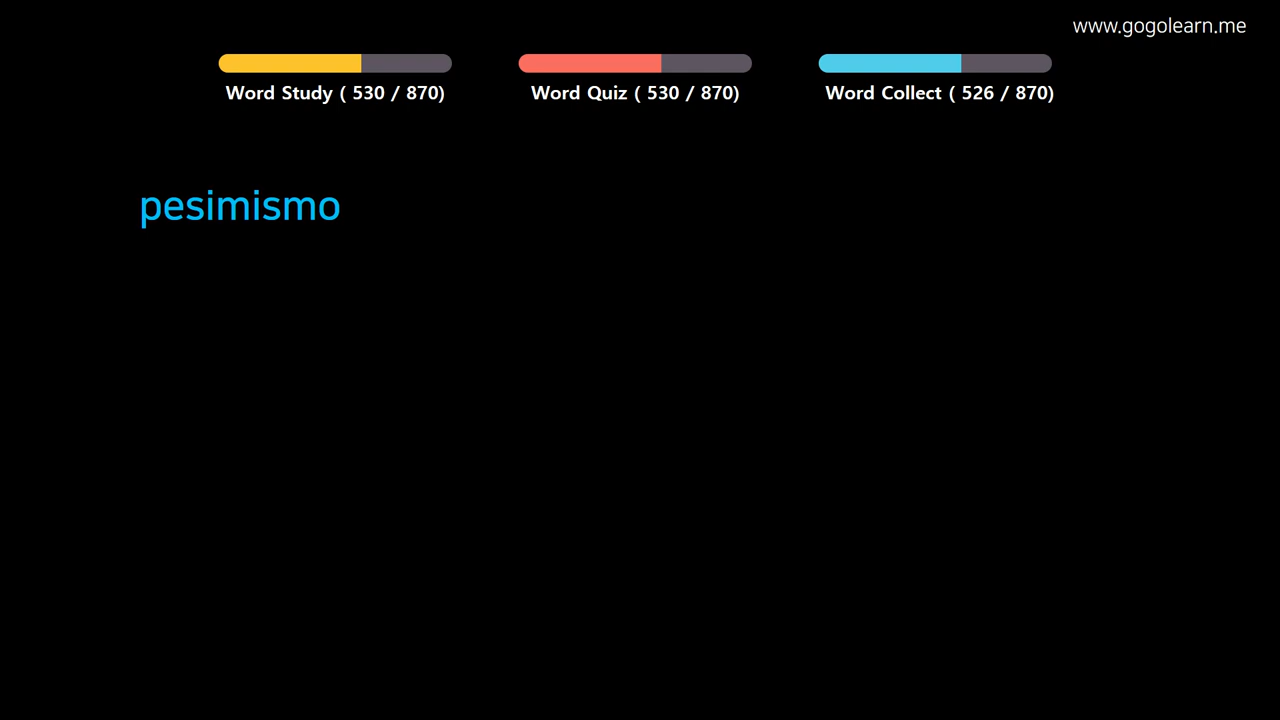 www.gogolearn.me
Word Study ( 530 / 870)
Word Quiz ( 530 / 870)
Word Collect ( 526 / 870)
pesimismo